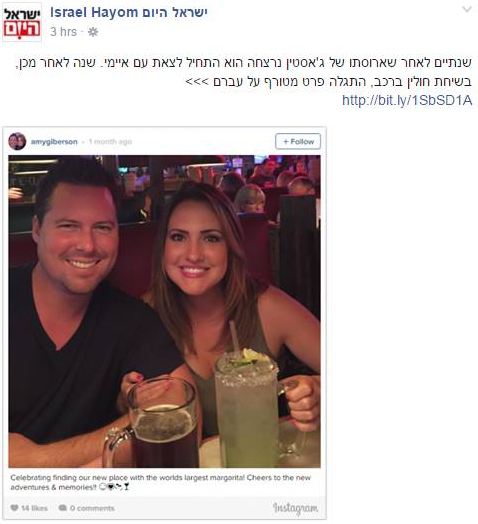 ישראל
היום
Israel Hayom ישראל היום
3 hrs ·
שנתיים לאחר שארוסתו של ג'אסטין נרצחה הוא התחיל לצאת עם איימי. שנה לאחר מכן,
בשיחת חולין ברכב, התגלה פרט מטורף על עברם >>>
http://bit.ly/1SbSD1A
amygiberson - 1 month ago
+ Follow
Celebrating finding our new place with the worlds largest margarita! Cheers to the new
adventures & memories!!
14 likes 0 comments
Instagram